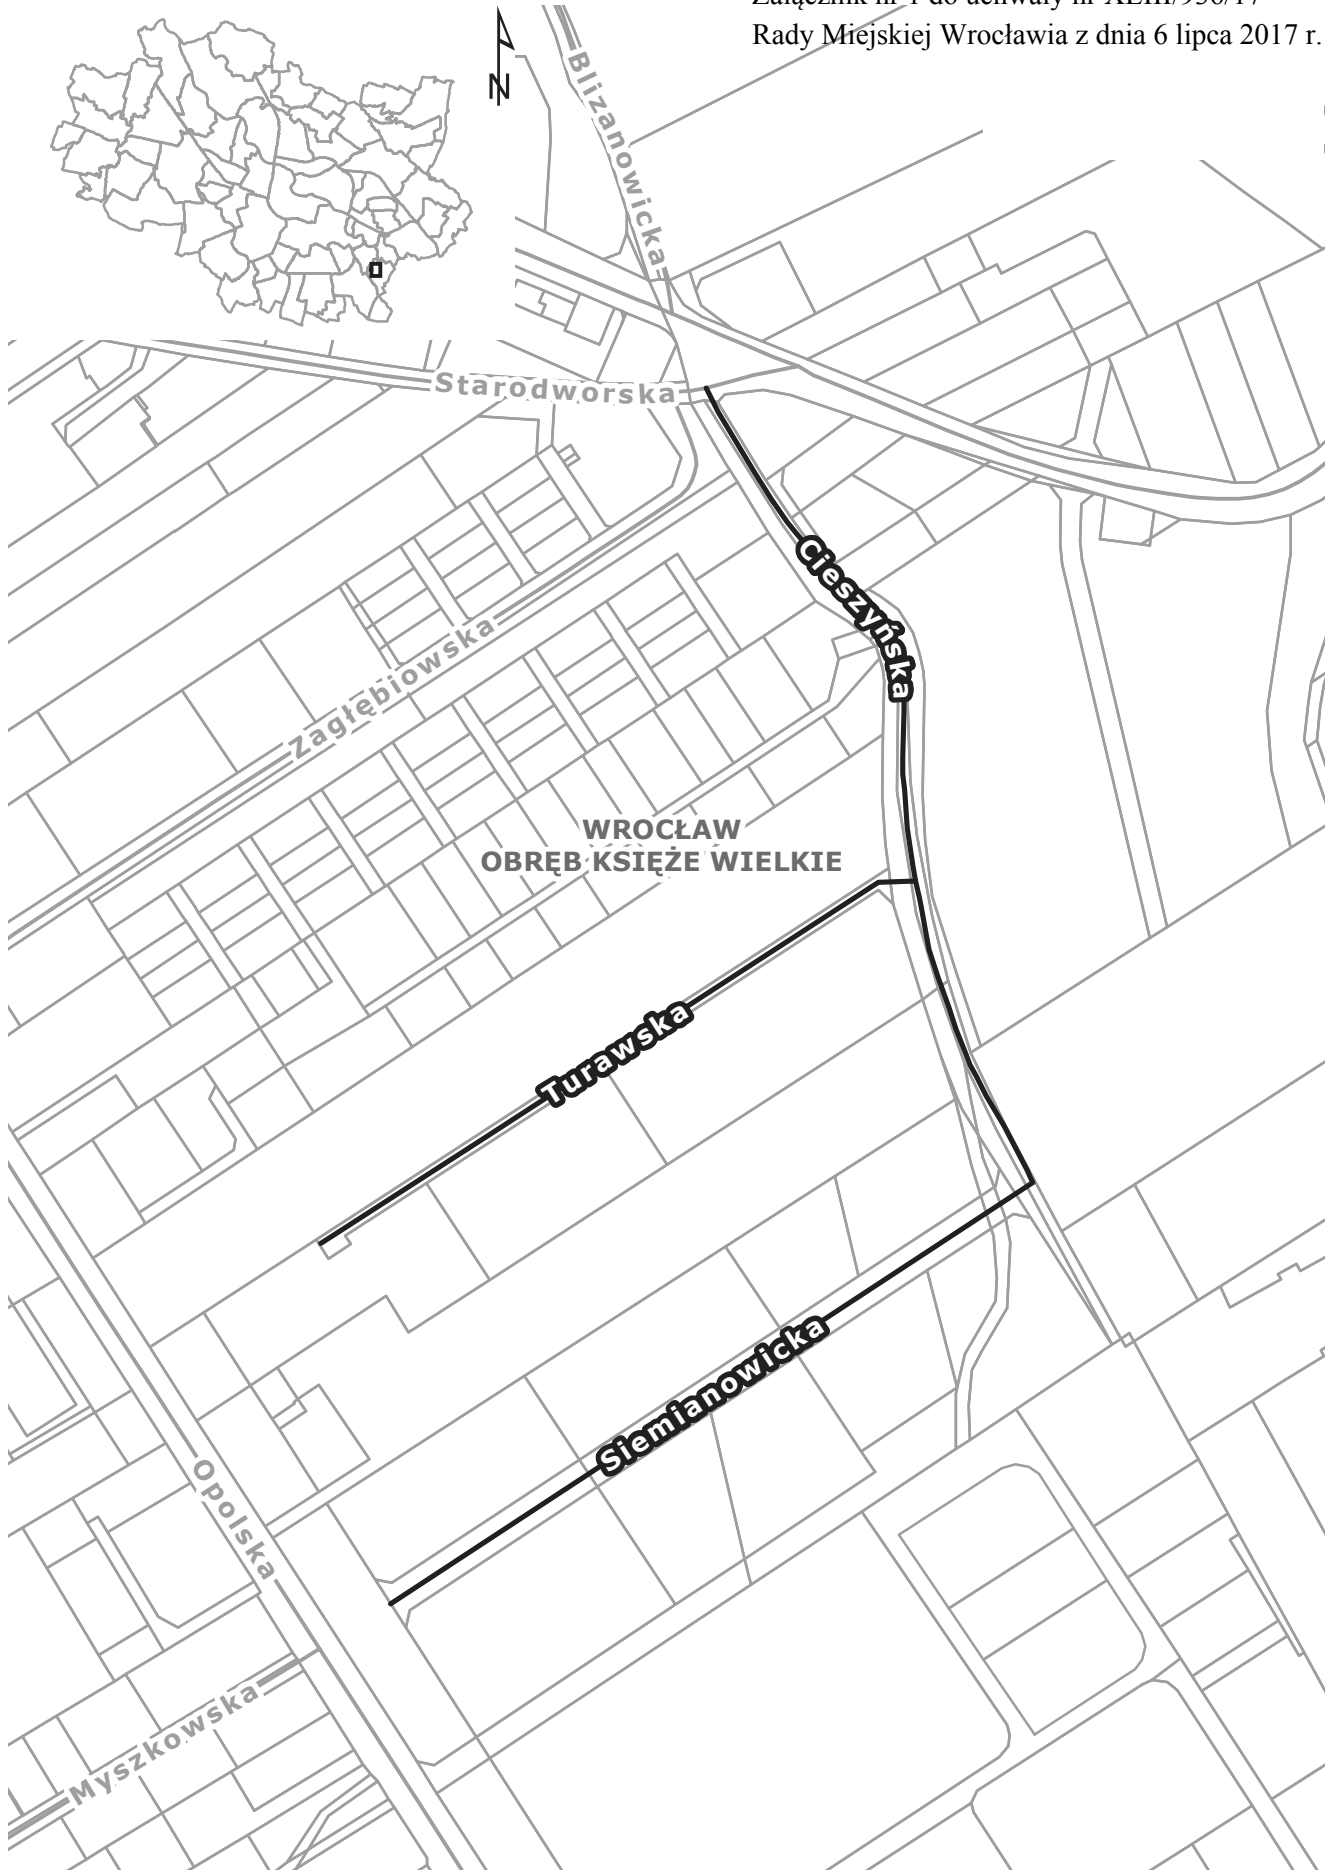 Rady Miejskiej Wrocławia z dnia 6 lipca 2017 r.
N
Blizanowicka
Starodworska
Cieszyńska
Zagłębiowska
WROCŁAW
OBRĘB KSIĘŻE WIELKIE
Turawska
Siemianowicka
Opolska
Myszkowska